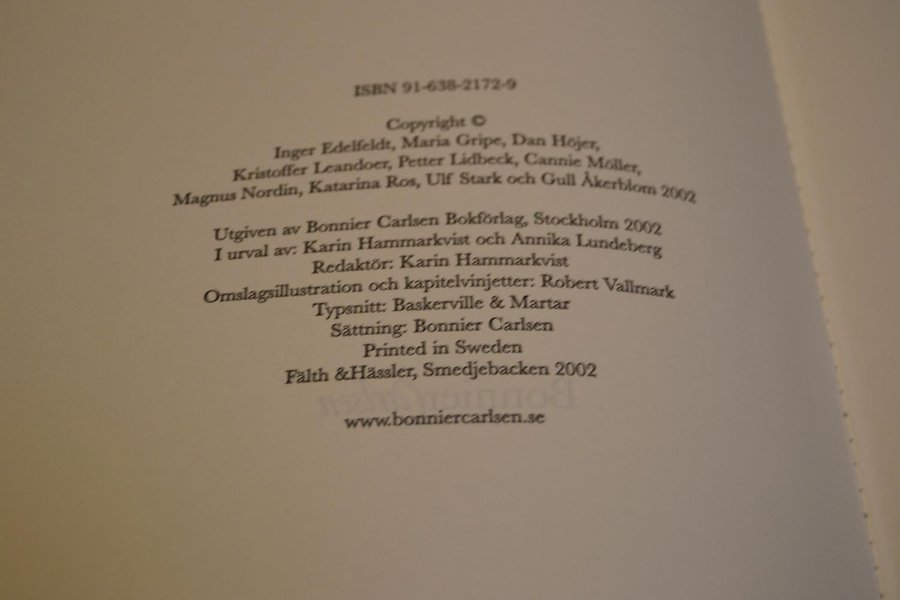 ISBN 91-638-2172-9
Copyright ©
Inger Edelfeldt, Maria Gripe, Dan Höjer,
Kristoffer Leandoer, Petter Lidbeck, Cannie Möller,
Magnus Nordin, Katarina Ros, Ulf Stark och Gull Åkerblom 2002
Utgiven av Bonnier Carlsen Bokförlag, Stockholm 2002
I urval av: Karin Hammarkvist och Annika Lundeberg
Redaktör: Karin Hammarkvist
Omslagsillustration och kapitelvinjetter: Robert Vallmark
Typsnitt: Baskerville & Martar
Sättning: Bonnier Carlsen
Printed in Sweden
Fälth &Hässler, Smedjebacken 2002
www.bonniercarlsen.se